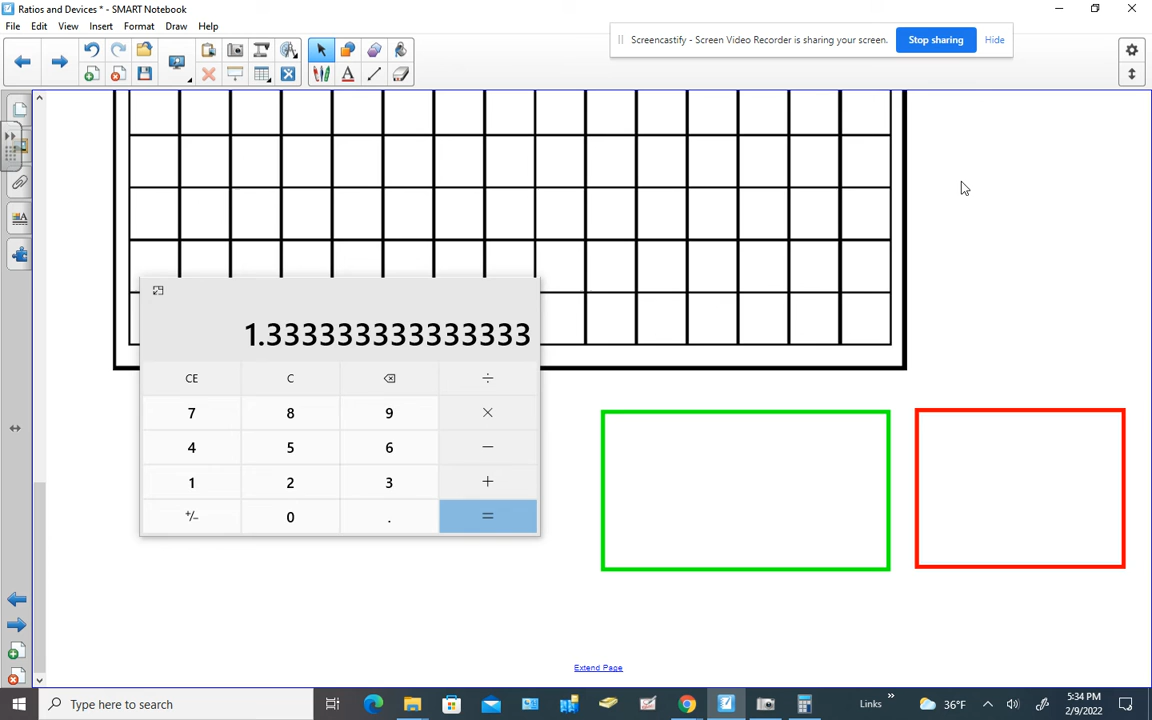 Ratios and Devices * - SMART Notebook
File Edit View Insert Format Draw Help
Screencastify - Screen Video Recorder is sharing your screen. Stop sharing Hide
1.333333333333333
CE C ÷
7 8 9 ×
4 5 6 −
1 2 3 +
+/− 0 . =
Extend Page
Type here to search
Links » 36°F 5:34 PM
2/9/2022